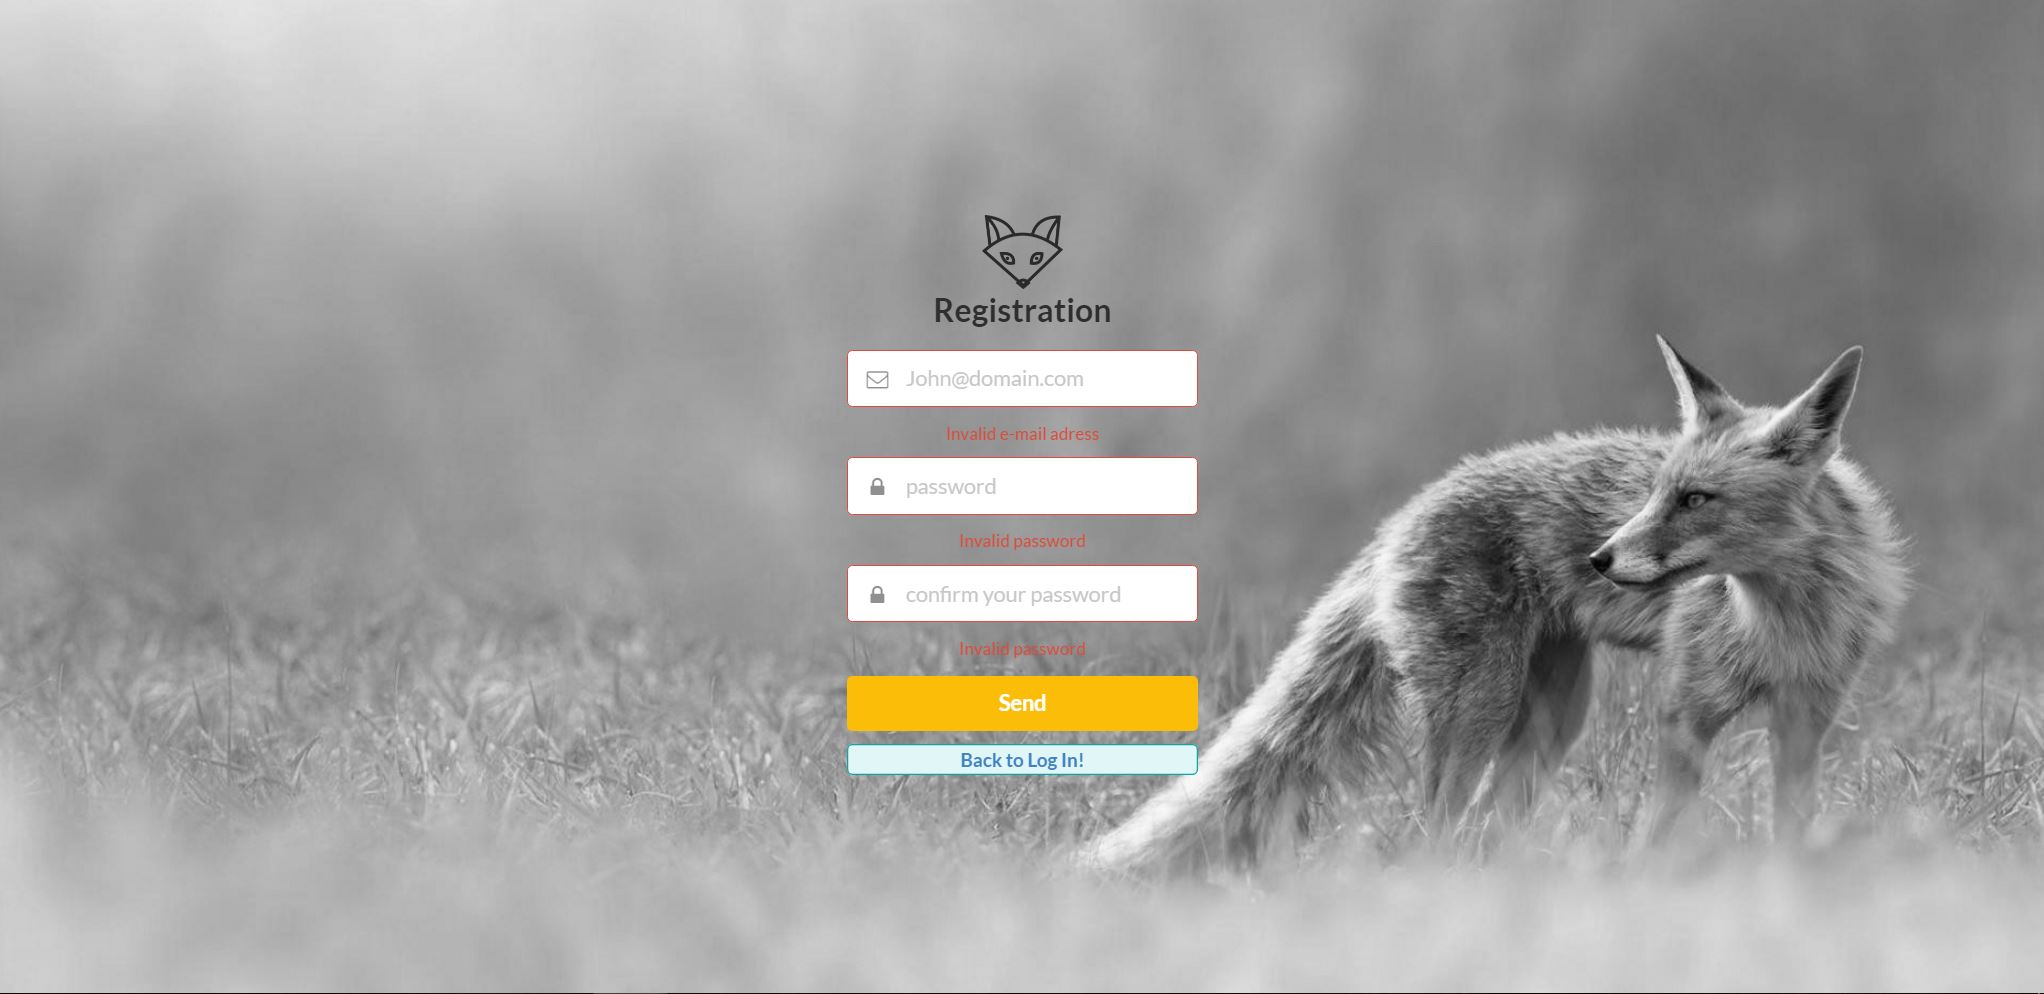 Registration
John@domain.com
Invalid e-mail adress
password
Invalid password
confirm your password
Invalid password
Send
Back to Log In!